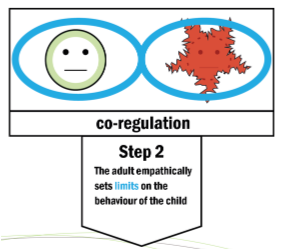 co-regulation
Step 2
The adult empathically
sets limits on the
behaviour of the child